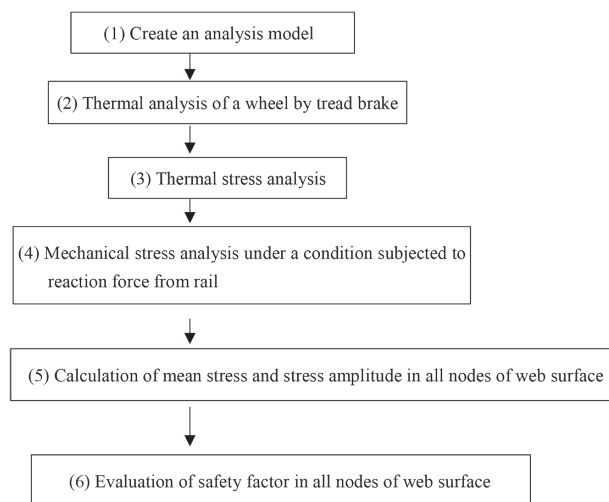 (1) Create an analysis model
(2) Thermal analysis of a wheel by tread brake
(3) Thermal stress analysis
(4) Mechanical stress analysis under a condition subjected to
reaction force from rail
(5) Calculation of mean stress and stress amplitude in all nodes of web surface
(6) Evaluation of safety factor in all nodes of web surface